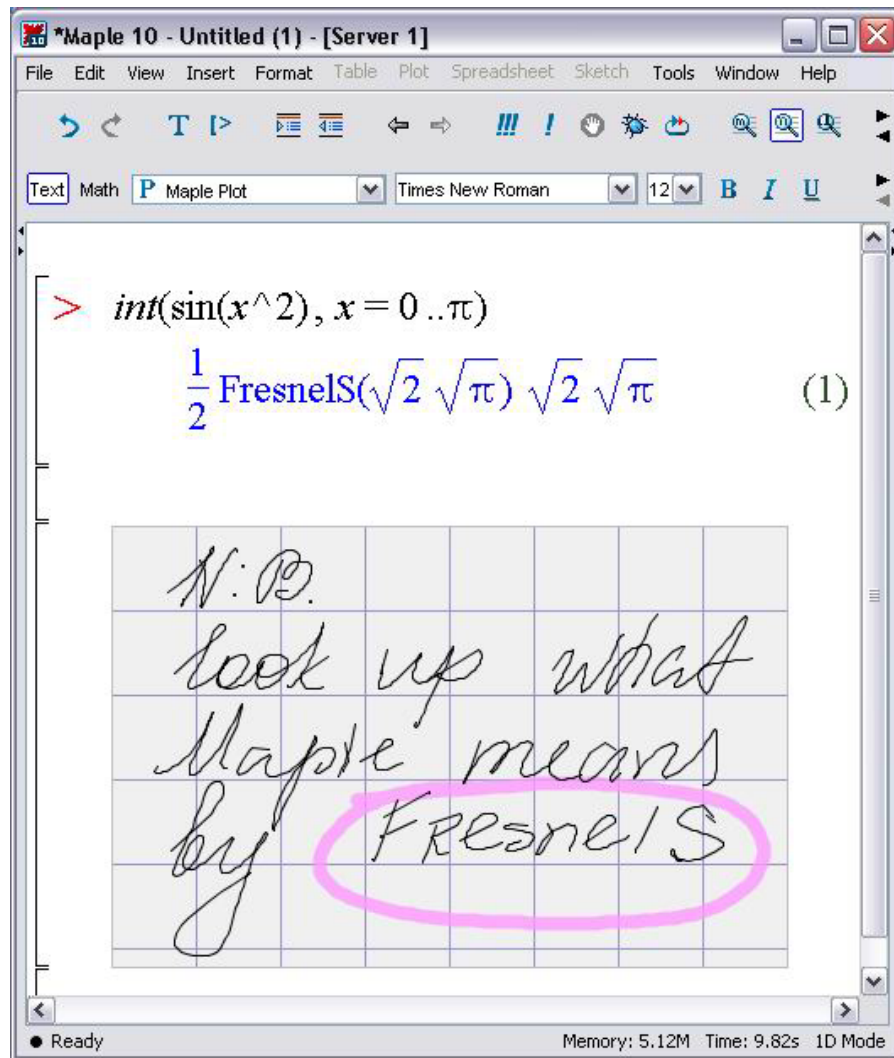 *Maple 10 - Untitled (1) - [Server 1]
File Edit View Insert Format Table Plot Spreadsheet Sketch Tools Window Help
T [> !!! !
Text Math P Maple Plot Times New Roman 12 B I U
> int(sin(x^2), x = 0 ..π)
1/2 FresnelS(√2 √π) √2 √π (1)
N:B.
look up what
Maple means
by FresnelS
Ready Memory: 5.12M Time: 9.82s 1D Mode